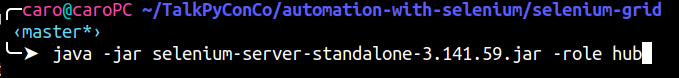 caro@caroPC ~/TalkPyConCo/automation-with-selenium/selenium-grid
‹master*›
➤ java -jar selenium-server-standalone-3.141.59.jar -role hub